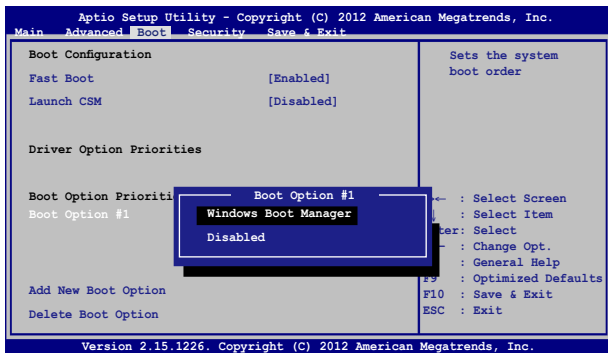 Aptio Setup Utility - Copyright (C) 2012 American Megatrends, Inc.
Main Advanced Boot Security Save & Exit
Boot Configuration
Fast Boot [Enabled]
Launch CSM [Disabled]
Driver Option Priorities
Boot Option Prioriti
Boot Option #1
Add New Boot Option
Delete Boot Option
Boot Option #1
Windows Boot Manager
Disabled
Sets the system
boot order
→← : Select Screen
: Select Item
ter: Select
- : Change Opt.
: General Help
F9 : Optimized Defaults
F10 : Save & Exit
ESC : Exit
Version 2.15.1226. Copyright (C) 2012 American Megatrends, Inc.